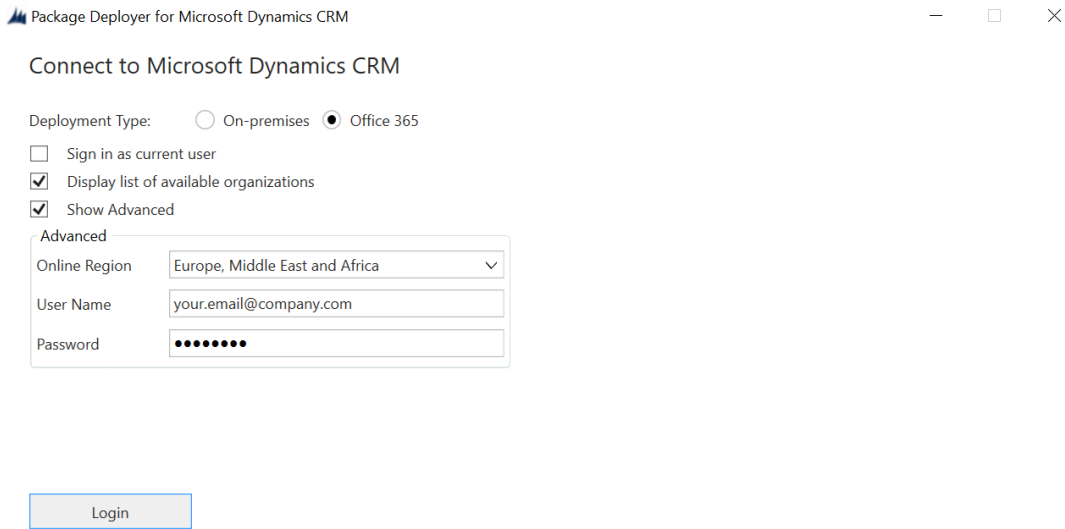 Package Deployer for Microsoft Dynamics CRM
Connect to Microsoft Dynamics CRM
Deployment Type: On-premises Office 365
Sign in as current user
Display list of available organizations
Show Advanced
Advanced
Online Region Europe, Middle East and Africa
User Name your.email@company.com
Password ●●●●●●●●
Login